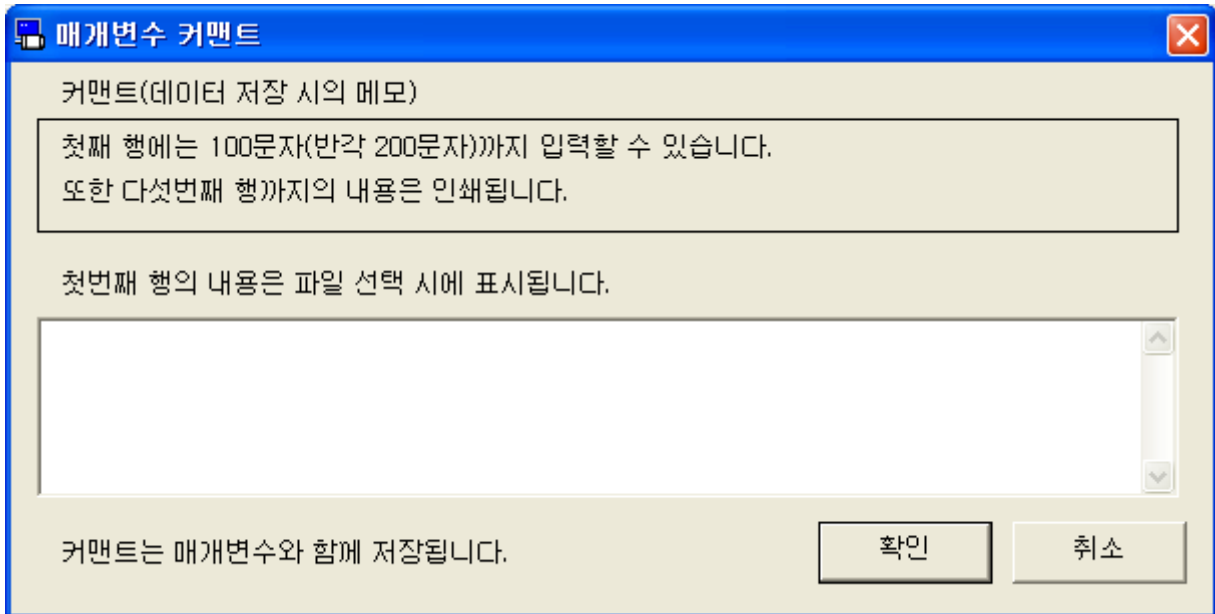 매개변수 커맨트
커맨트(데이터 저장 시의 메모)
첫째 행에는 100문자(반각 200문자)까지 입력할 수 있습니다.
또한 다섯번째 행까지의 내용은 인쇄됩니다.
첫번째 행의 내용은 파일 선택 시에 표시됩니다.
커맨트는 매개변수와 함께 저장됩니다.
확인
취소